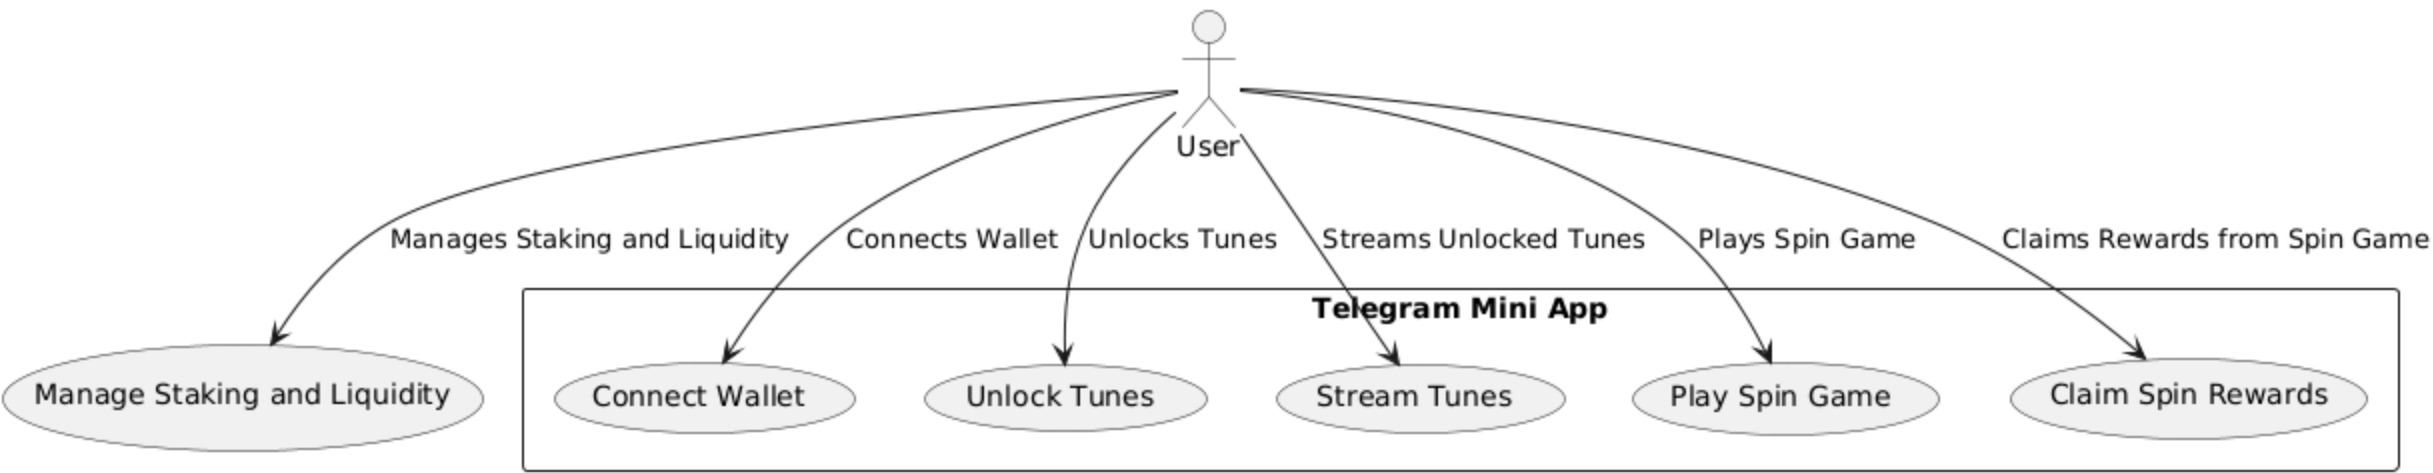 User
Manages Staking and Liquidity
Connects Wallet
Unlocks Tunes
Streams Unlocked Tunes
Plays Spin Game
Claims Rewards from Spin Game
Telegram Mini App
Manage Staking and Liquidity
Connect Wallet
Unlock Tunes
Stream Tunes
Play Spin Game
Claim Spin Rewards